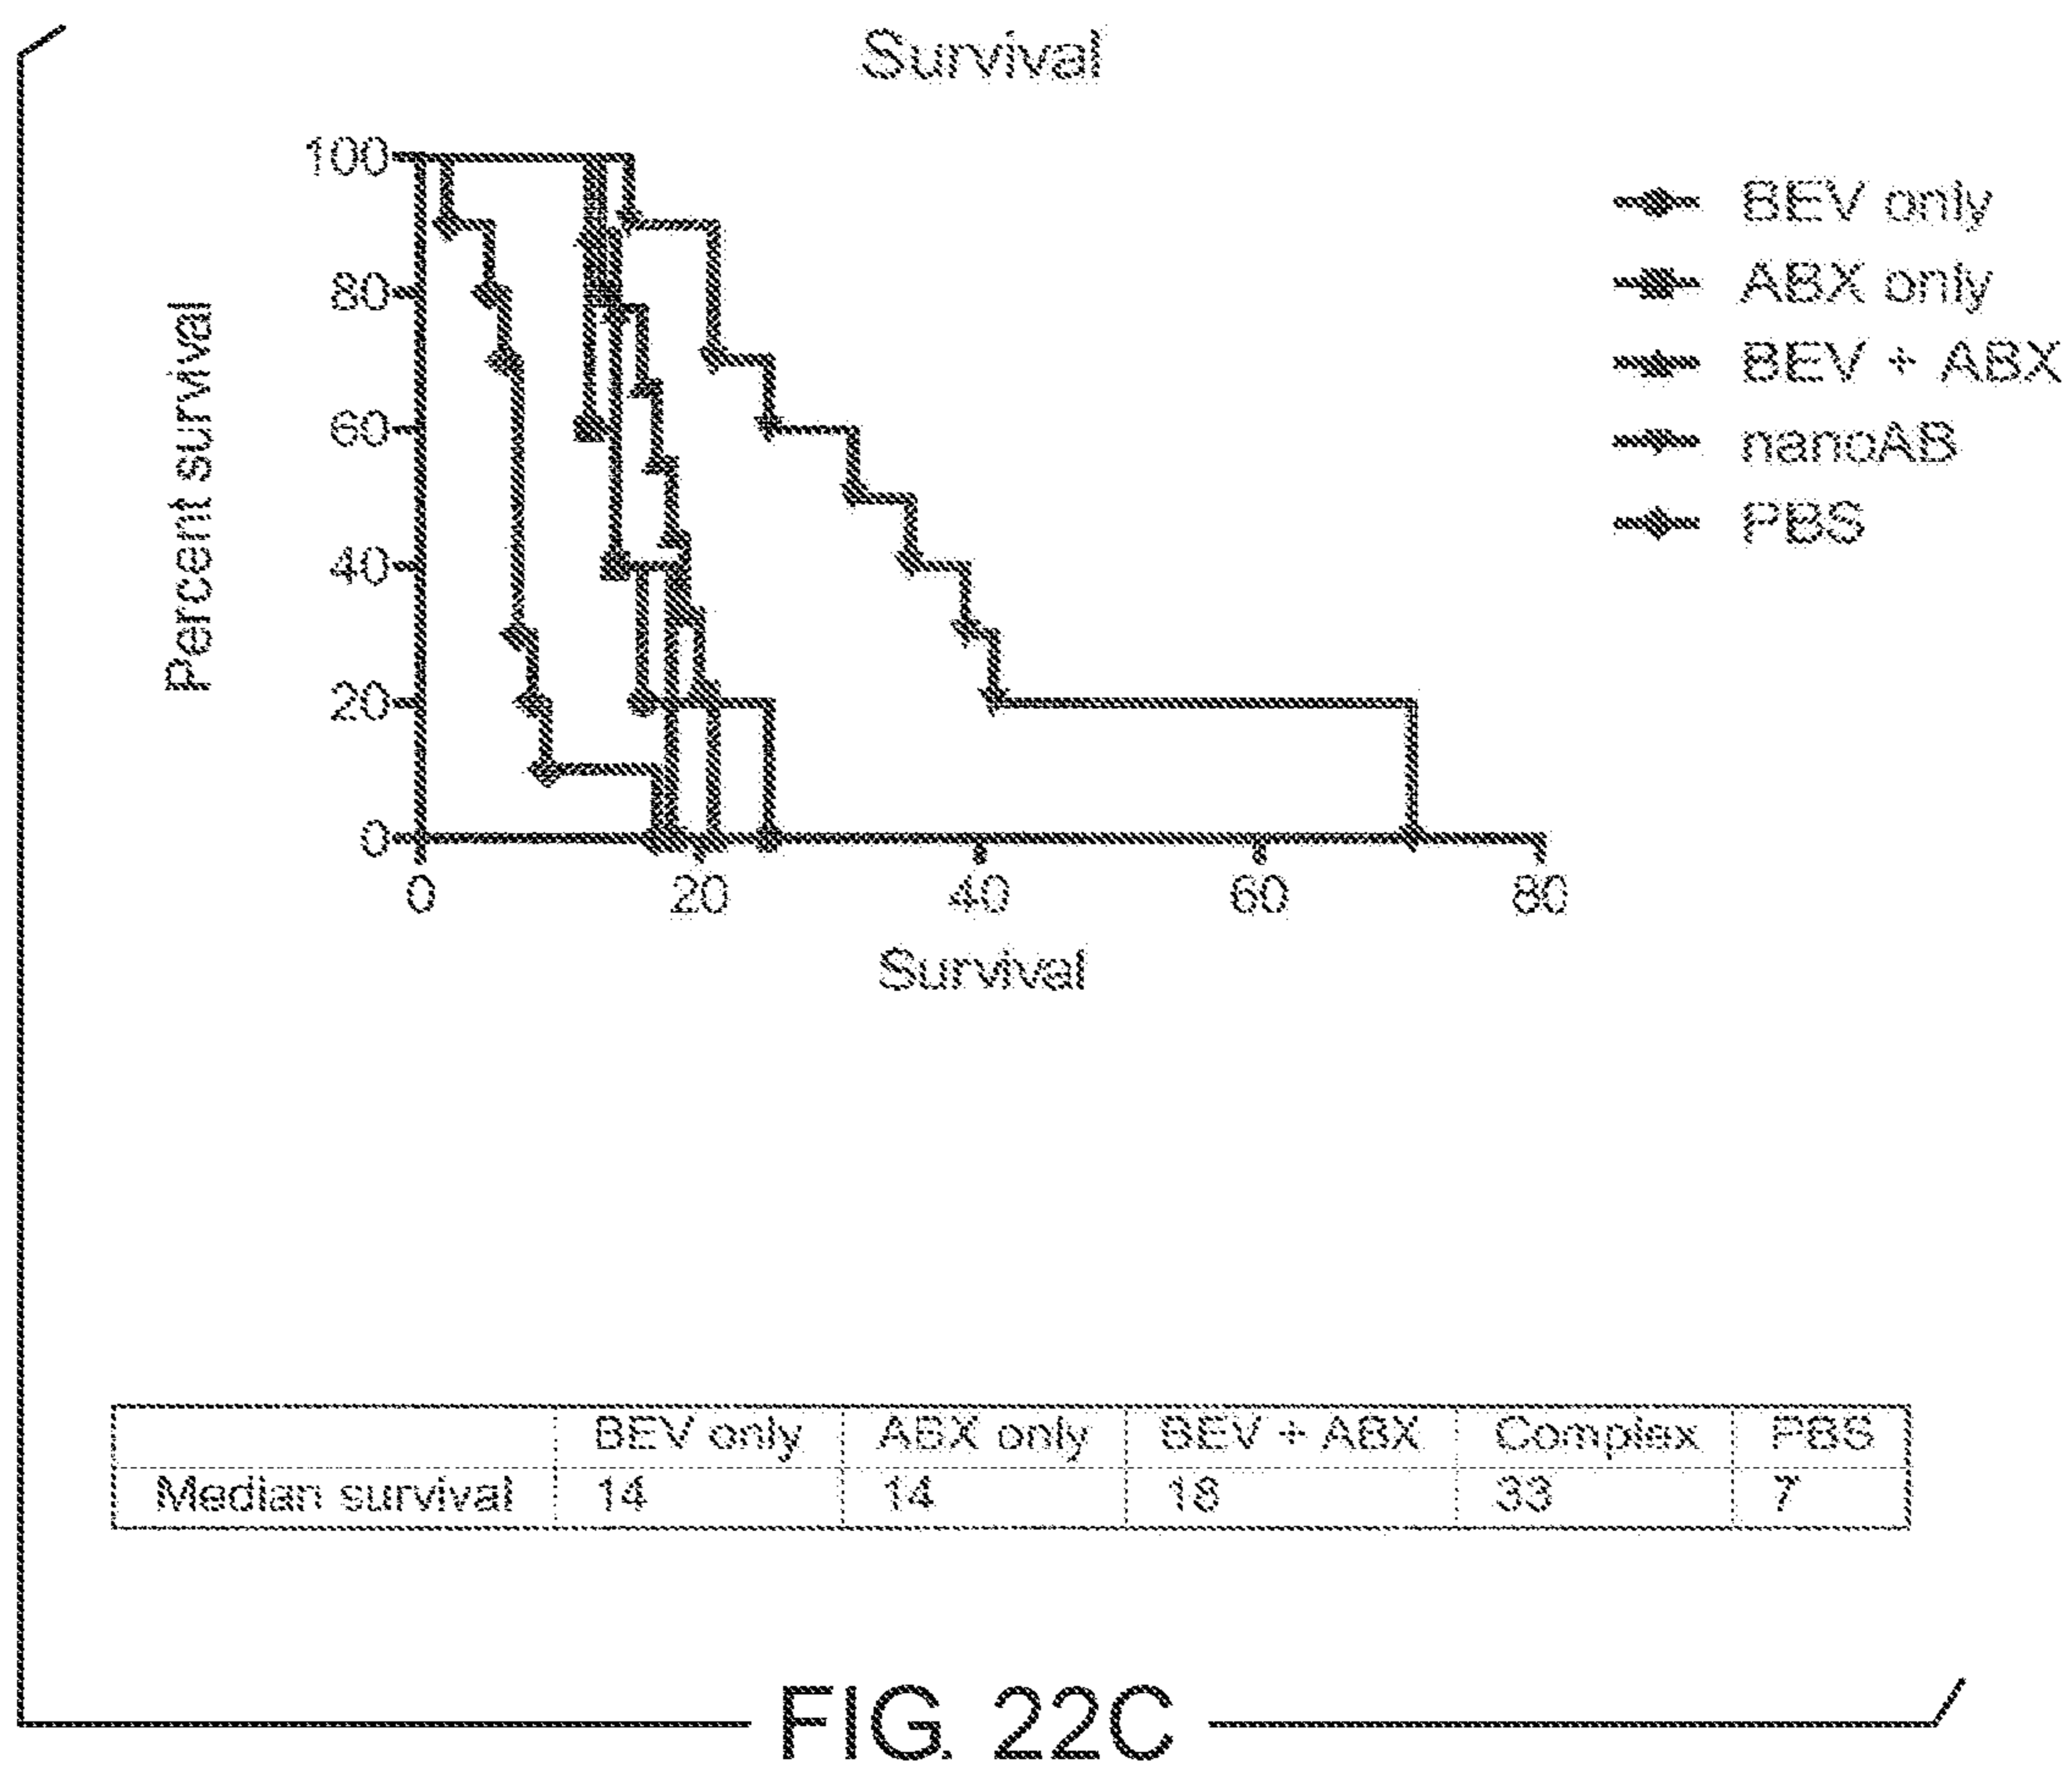 Survival
100
80
60
40
20
0
Percent survival
0 20 40 60 80
Survival
BEV only
ABX only
BEV + ABX
nanoAB
PBS
BEV only ABX only BEV + ABX Complex PBS
Median survival 14 14 18 33 7
FIG. 22C